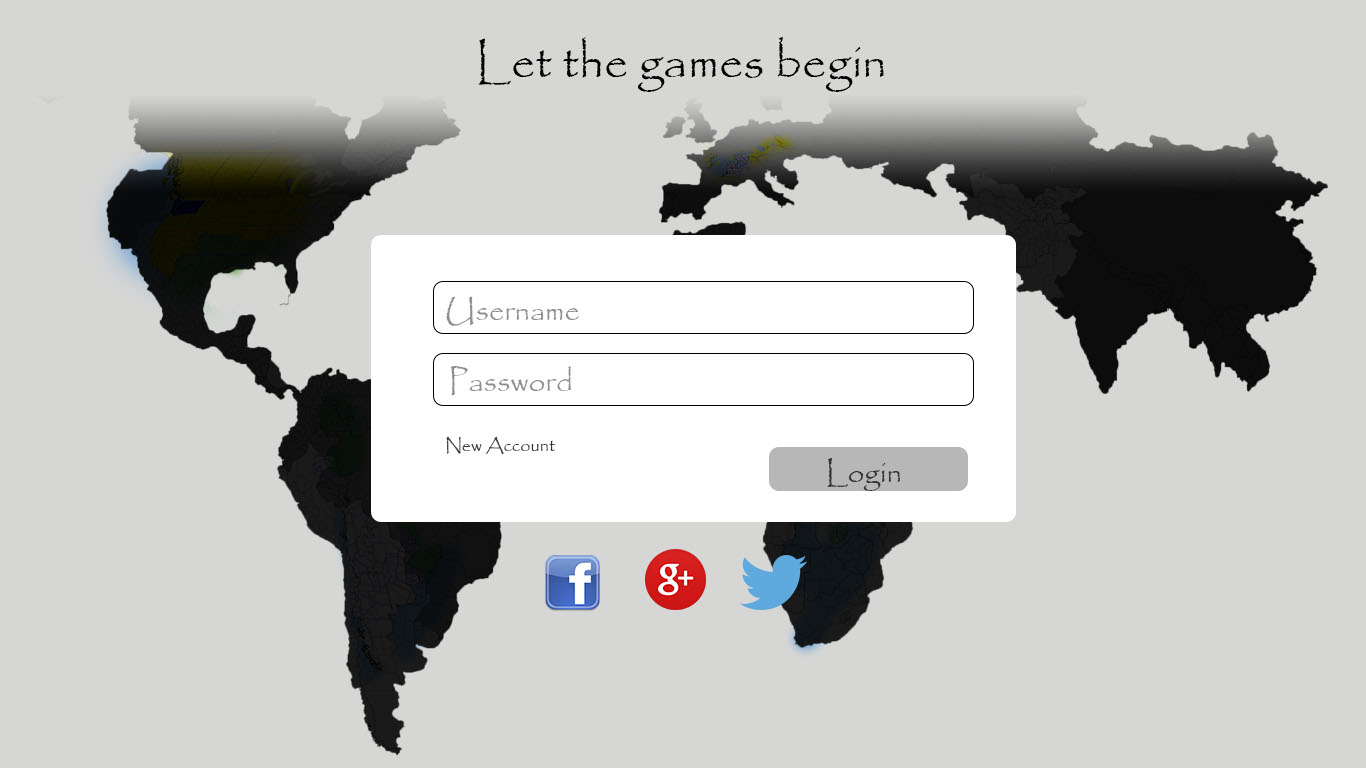 Let the games begin
Username
Password
New Account
Login
f
g+